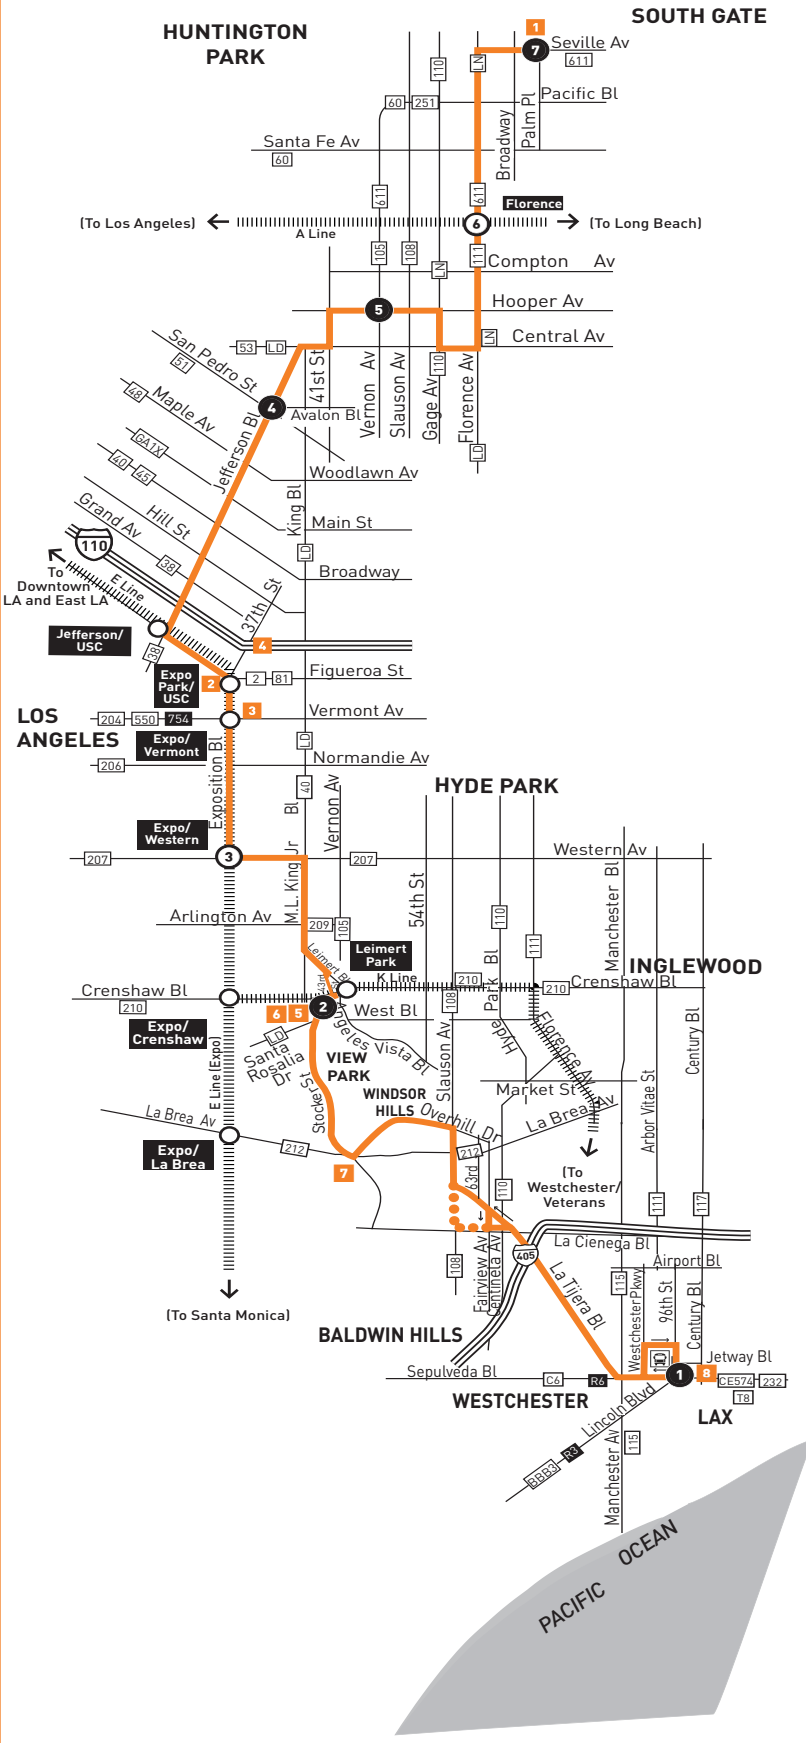 SOUTH GATE
HUNTINGTON
PARK
1
7
Seville Av
611
110
LN
Pacific Bl
60
251
Broadway
Palm Pl
Santa Fe Av
60
611
611
Florence
(To Los Angeles)
A Line
6
(To Long Beach)
105
108
LN
111
Compton Av
Hooper Av
5
San Pedro St
51
53
LD
41st St
Vernon Av
Slauson Av
110
Gage Av
Florence Av
LN
Central Av
48
Maple Av
4
Avalon Bl
Jefferson Bl
GA1X
40
45
LD
Woodlawn Av
King Bl
Grand Av
Hill St
Main St
110
38
LD
Broadway
To
Downtown
LA and East LA
E Line
37th St
Jefferson/
USC
38
4
Expo
Park/
USC
2
2
81
Figueroa St
LOS
ANGELES
204
550
754
3
Vermont Av
Expo/
Vermont
LD
Exposition Bl
206
Normandie Av
40
Vernon Av
HYDE PARK
Expo/
Western
M.L. King Jr Bl
207
3
207
Western Av
54th St
Manchester Bl
Arlington Av
209
105
110
111
Leimert Bl
Leimert
Park
43rd
K Line
210
INGLEWOOD
Crenshaw Bl
210
210
Crenshaw Bl
108
Park Bl
Hyde
6
5
2
West Bl
Expo/
Crenshaw
LD
Santa
Rosalia
Dr
Angeles Vista Bl
Slauson Av
Florence Av
Century Bl
E Line (Expo)
VIEW
PARK
Stocker St
WINDSOR
HILLS
Market St
Arbor Vitae St
La Brea Av
Overhill Dr
La Brea Av
Expo/
La Brea
212
212
7
63rd
110
(To
Westchester/
Veterans
111
117
La Cienega Bl
405
108
Fairview Av
Centinela Av
La Tijera Bl
115
Westchester Pkwy
96th St
Airport Bl
Century Bl
(To Santa Monica)
BALDWIN HILLS
Jetway Bl
Sepulveda Bl
C6
R6
1
8
CE574
232
T8
WESTCHESTER
LAX
Lincoln Blvd
R3
BBB3
Manchester Av
115
PACIFIC OCEAN